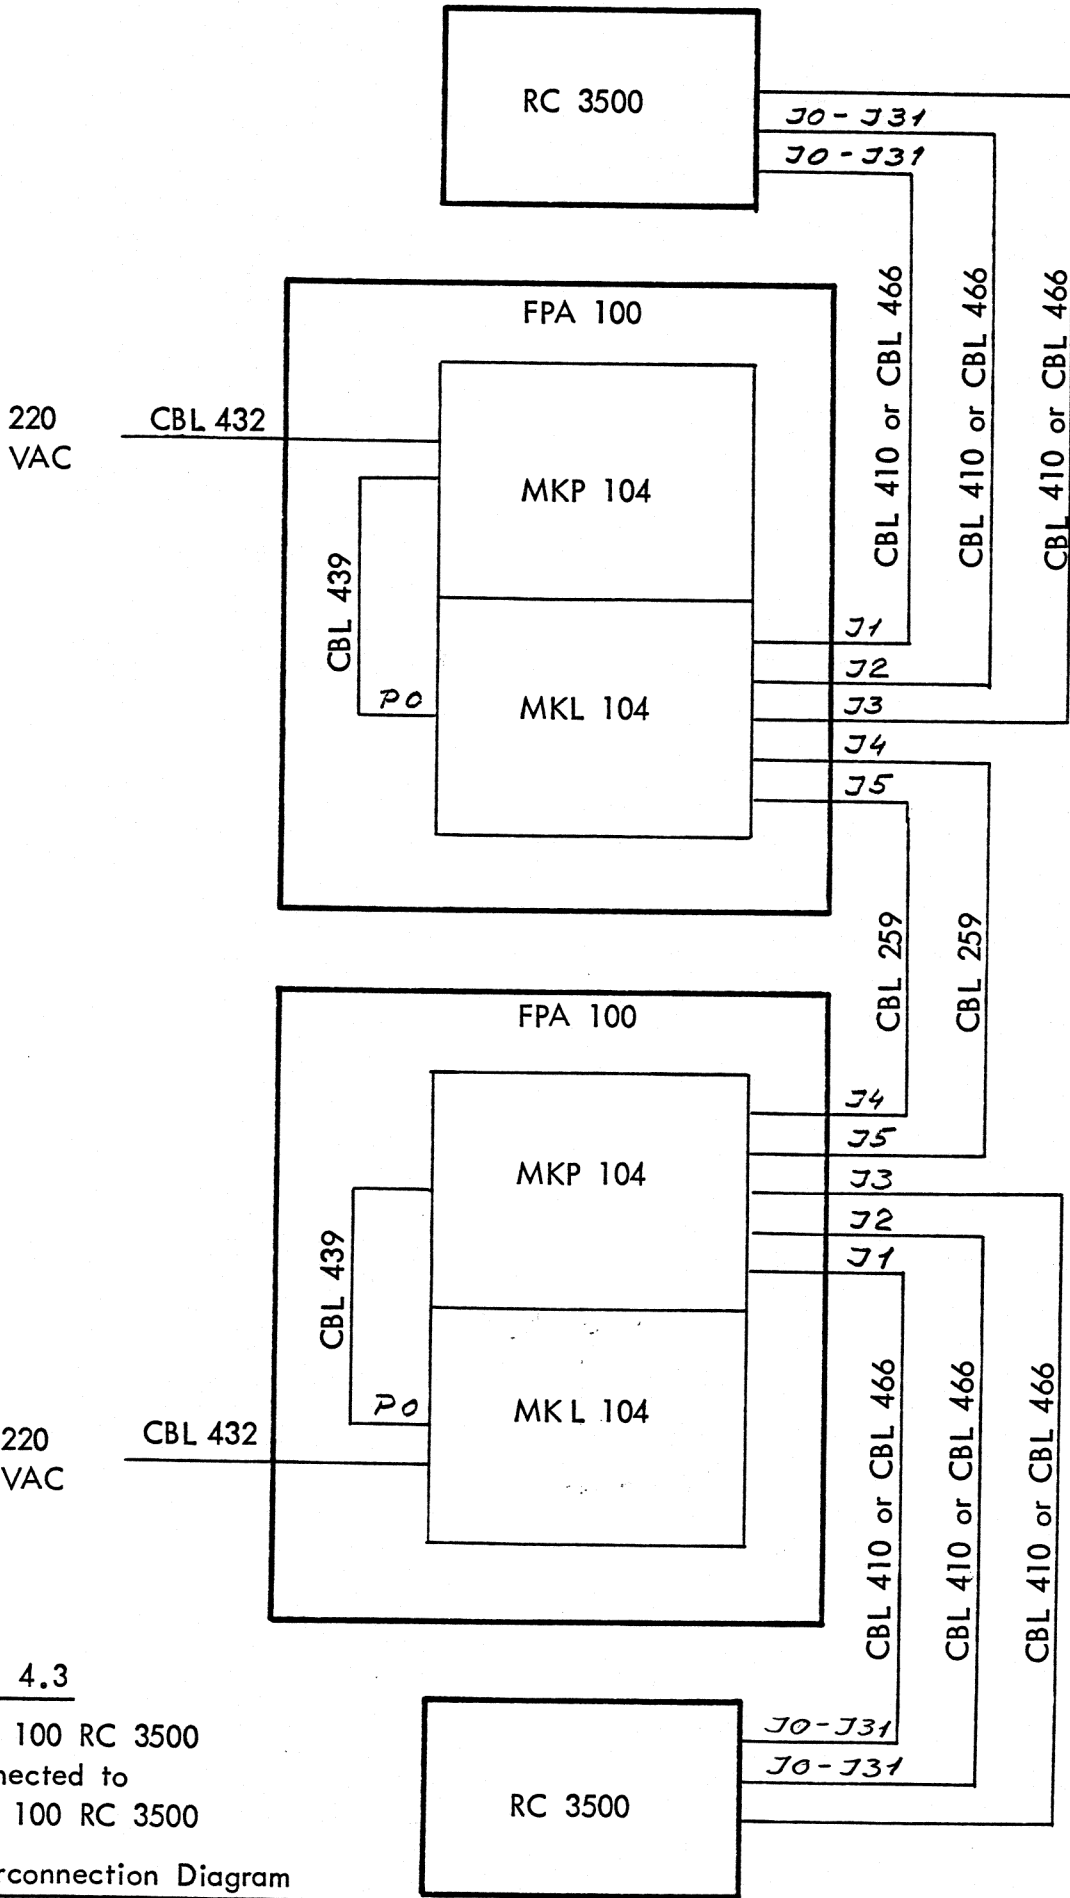 RC 3500
J0-J31
J0-J31
CBL 410 or CBL 466
CBL 410 or CBL 466
CBL 410 or CBL 466
FPA 100
220
VAC
CBL 432
MKP 104
CBL 439
P0
MKL 104
J1
J2
J3
J4
J5
CBL 259
CBL 259
FPA 100
MKP 104
J4
J5
J3
J2
J1
CBL 439
P0
MKL 104
220
VAC
CBL 432
CBL 410 or CBL 466
CBL 410 or CBL 466
CBL 410 or CBL 466
4.3
100 RC 3500
nected to
100 RC 3500
rconnection Diagram
J0-J31
J0-J31
RC 3500